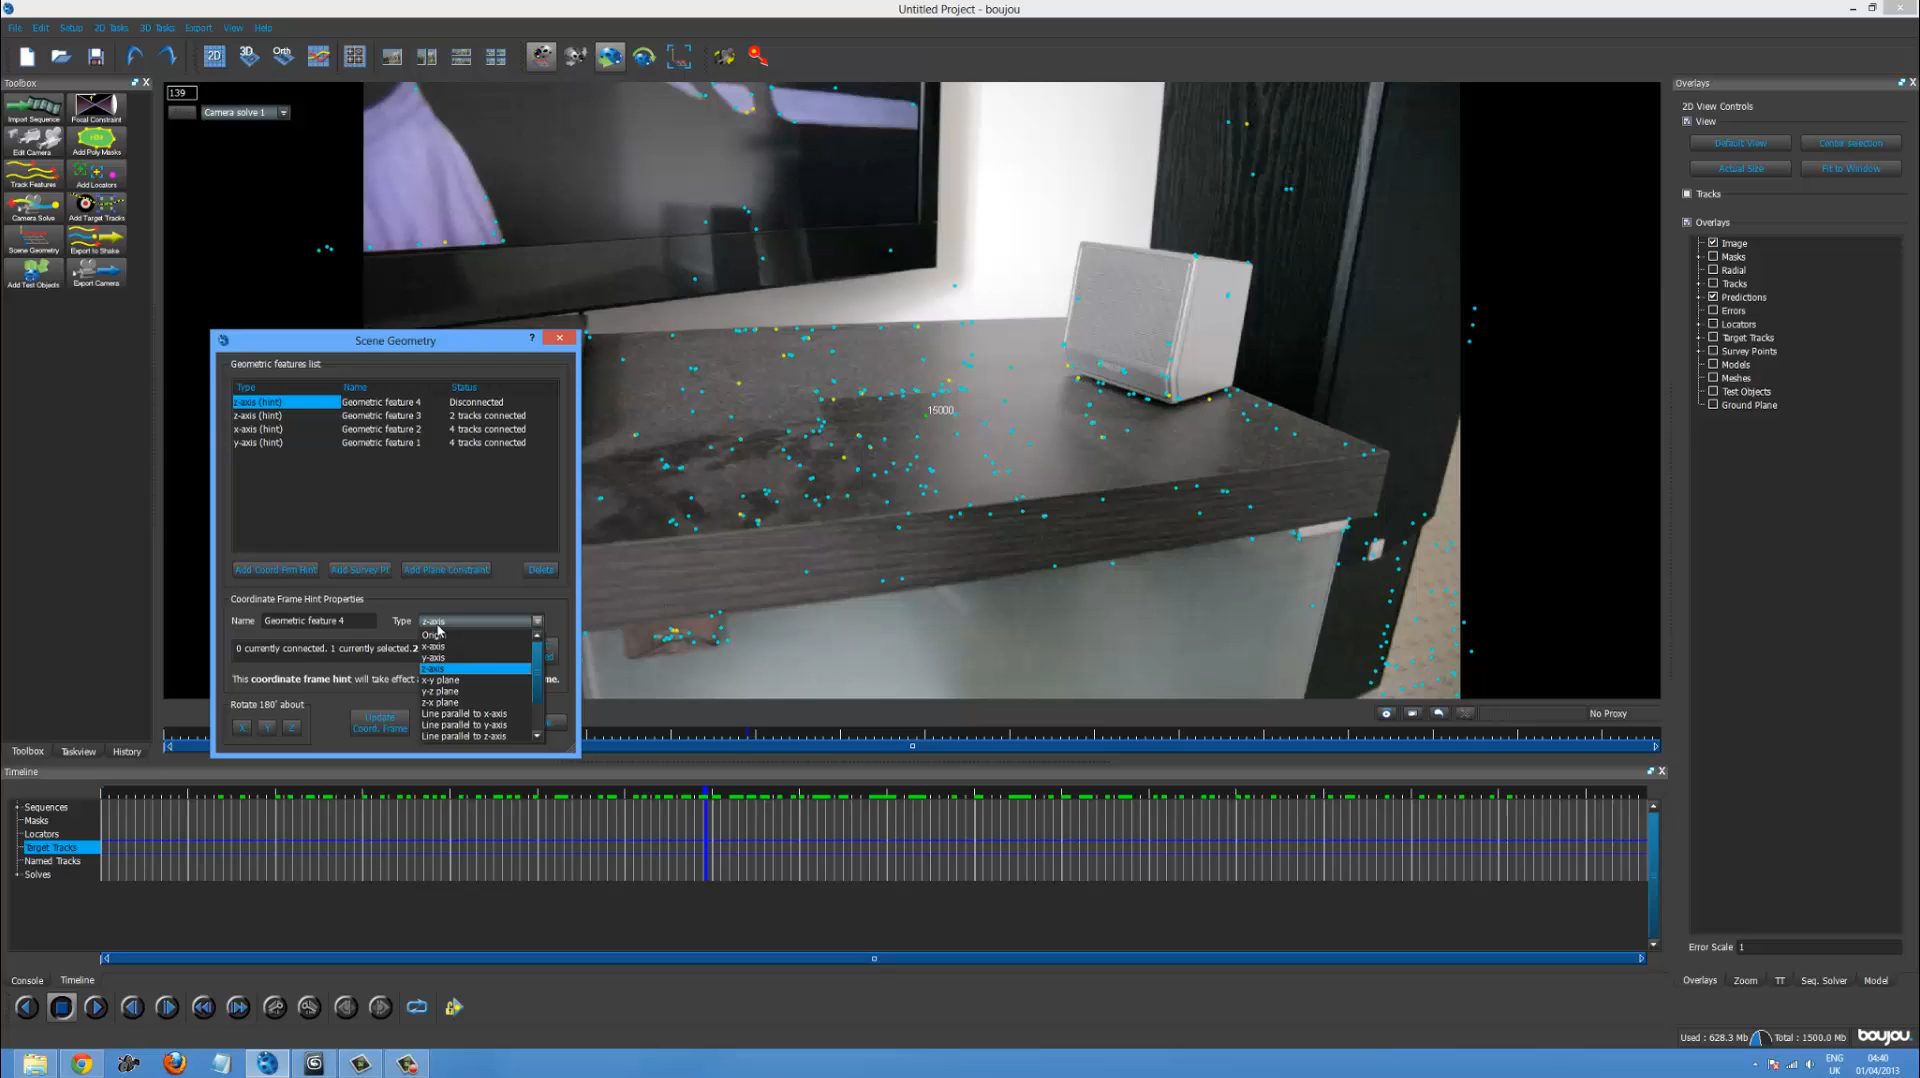 Untitled Project - boujou
File Edit Setup 2D Tasks 3D Tasks Export View Help
2D 3D Orth
Toolbox
Import Sequence Focal Constraint
Edit Camera Add Poly Masks
Track Features Add Locators
Camera Solve Add Target Tracks
Scene Geometry Export to Shake
Add Test Objects Export Camera
139
Camera solve 1
15000
Scene Geometry
?
Geometric features list
Type Name Status
z-axis (hint) Geometric feature 4 Disconnected
z-axis (hint) Geometric feature 3 2 tracks connected
x-axis (hint) Geometric feature 2 4 tracks connected
y-axis (hint) Geometric feature 1 4 tracks connected
Add Coord Frm Hint Add Survey Pt Add Plane Constraint Delete
Coordinate Frame Hint Properties
Name Geometric feature 4 Type z-axis
0 currently connected. 1 currently selected. 2
This coordinate frame hint will take effect
Rotate 180° about
X Y Z
Update Coord. Frame
x-axis
y-axis
z-axis
x-y plane
y-z plane
z-x plane
Line parallel to x-axis
Line parallel to y-axis
Line parallel to z-axis
Overlays
2D View Controls
View
Default View Center selection
Actual Size Fit to Window
Tracks
Overlays
Image
Masks
Radial
Tracks
Predictions
Errors
Locators
Target Tracks
Survey Points
Models
Meshes
Test Objects
Ground Plane
Error Scale 1
Overlays Zoom TT Seq. Solver Model
No Proxy
Toolbox Taskview History
Timeline
Sequences
Masks
Locators
Target Tracks
Named Tracks
Solves
Console Timeline
Used : 628.3 Mb Total : 1500.0 Mb boujou
ENG UK
04:40
01/04/2013